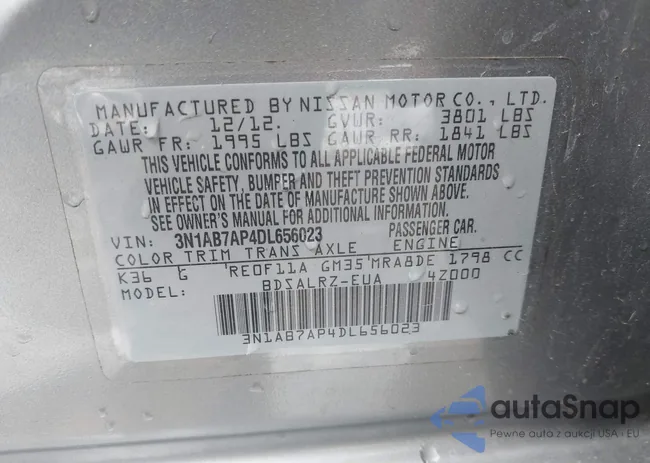 MANUFACTURED BY NISSAN MOTOR CO., LTD.
DATE: 12/12. GVWR: 3801 LBS
GAWR FR: 1995 LBS GAWR RR: 1841 LBS
THIS VEHICLE CONFORMS TO ALL APPLICABLE FEDERAL MOTOR
VEHICLE SAFETY, BUMPER AND THEFT PREVENTION STANDARDS
IN EFFECT ON THE DATE OF MANUFACTURE SHOWN ABOVE.
SEE OWNER'S MANUAL FOR ADDITIONAL INFORMATION.
VIN: 3N1AB7AP4DL656023 PASSENGER CAR.
COLOR TRIM TRANS AXLE ENGINE
K36 G RE0F11A GM35 MRA8DE 1798 CC
MODEL: BDSALRZ-EUA 4Z000
3N1AB7AP4DL656023
autaSnap
Pewne auta z aukcji USA i EU